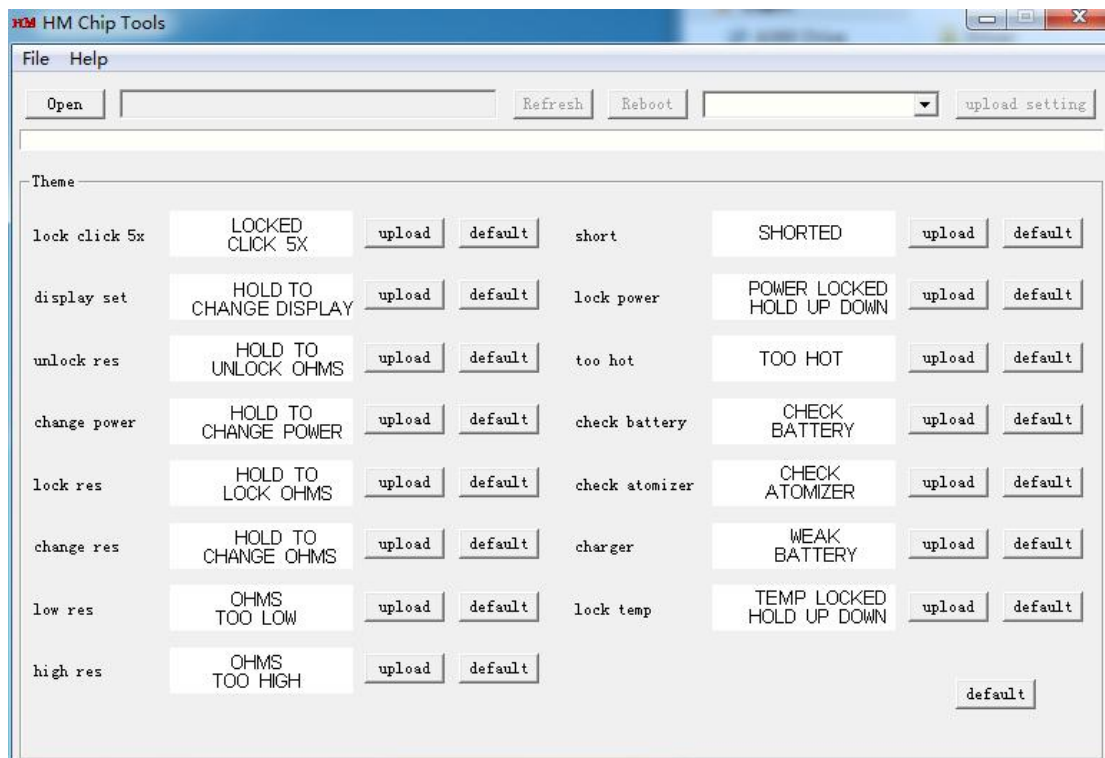 HM HM Chip Tools
File Help
Open Refresh Reboot upload setting
Theme
lock click 5x LOCKED CLICK 5X upload default short SHORTED upload default
display set HOLD TO CHANGE DISPLAY upload default lock power POWER LOCKED HOLD UP DOWN upload default
unlock res HOLD TO UNLOCK OHMS upload default too hot TOO HOT upload default
change power HOLD TO CHANGE POWER upload default check battery CHECK BATTERY upload default
lock res HOLD TO LOCK OHMS upload default check atomizer CHECK ATOMIZER upload default
change res HOLD TO CHANGE OHMS upload default charger WEAK BATTERY upload default
low res OHMS TOO LOW upload default lock temp TEMP LOCKED HOLD UP DOWN upload default
high res OHMS TOO HIGH upload default
default